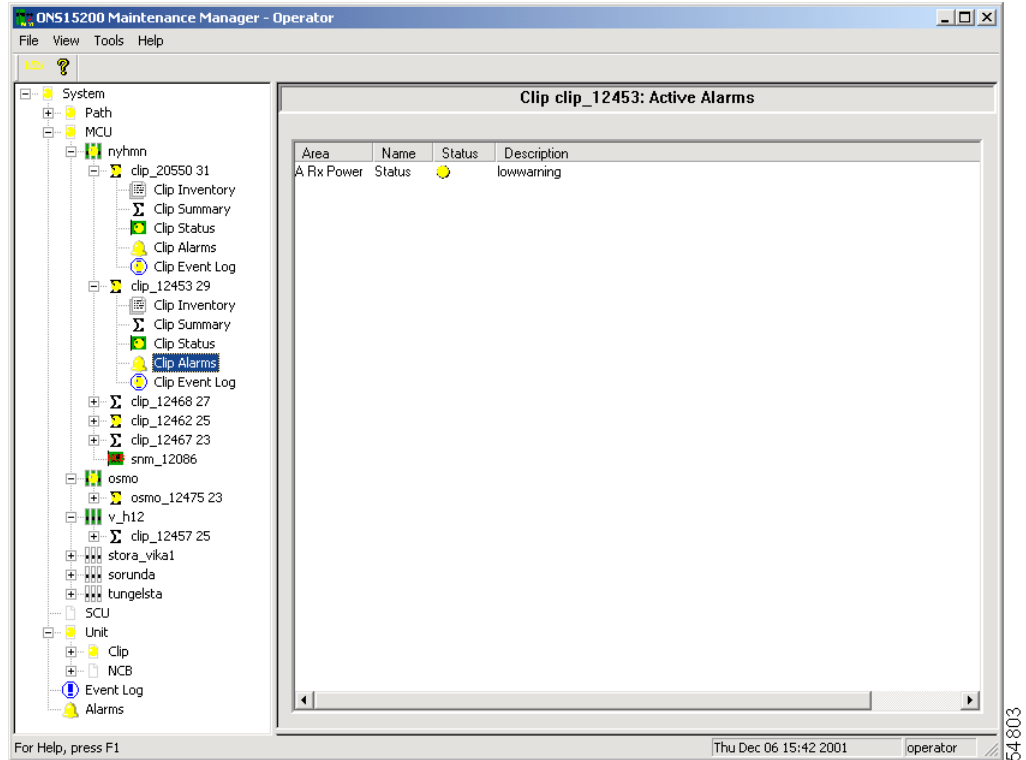 ONS15200 Maintenance Manager - Operator
File View Tools Help
System
Path
MCU
nyhmn
clip_20550 31
Clip Inventory
Clip Summary
Clip Status
Clip Alarms
Clip Event Log
clip_12453 29
Clip Inventory
Clip Summary
Clip Status
Clip Alarms
Clip Event Log
clip_12468 27
clip_12462 25
clip_12467 23
snm_12086
osmo
osmo_12475 23
v_h12
clip_12457 25
stora_vika1
sorunda
tungelsta
SCU
Unit
Clip
NCB
Event Log
Alarms
Clip clip_12453: Active Alarms
Area Name Status Description
A Rx Power Status lowwarning
For Help, press F1
Thu Dec 06 15:42 2001
operator
54803